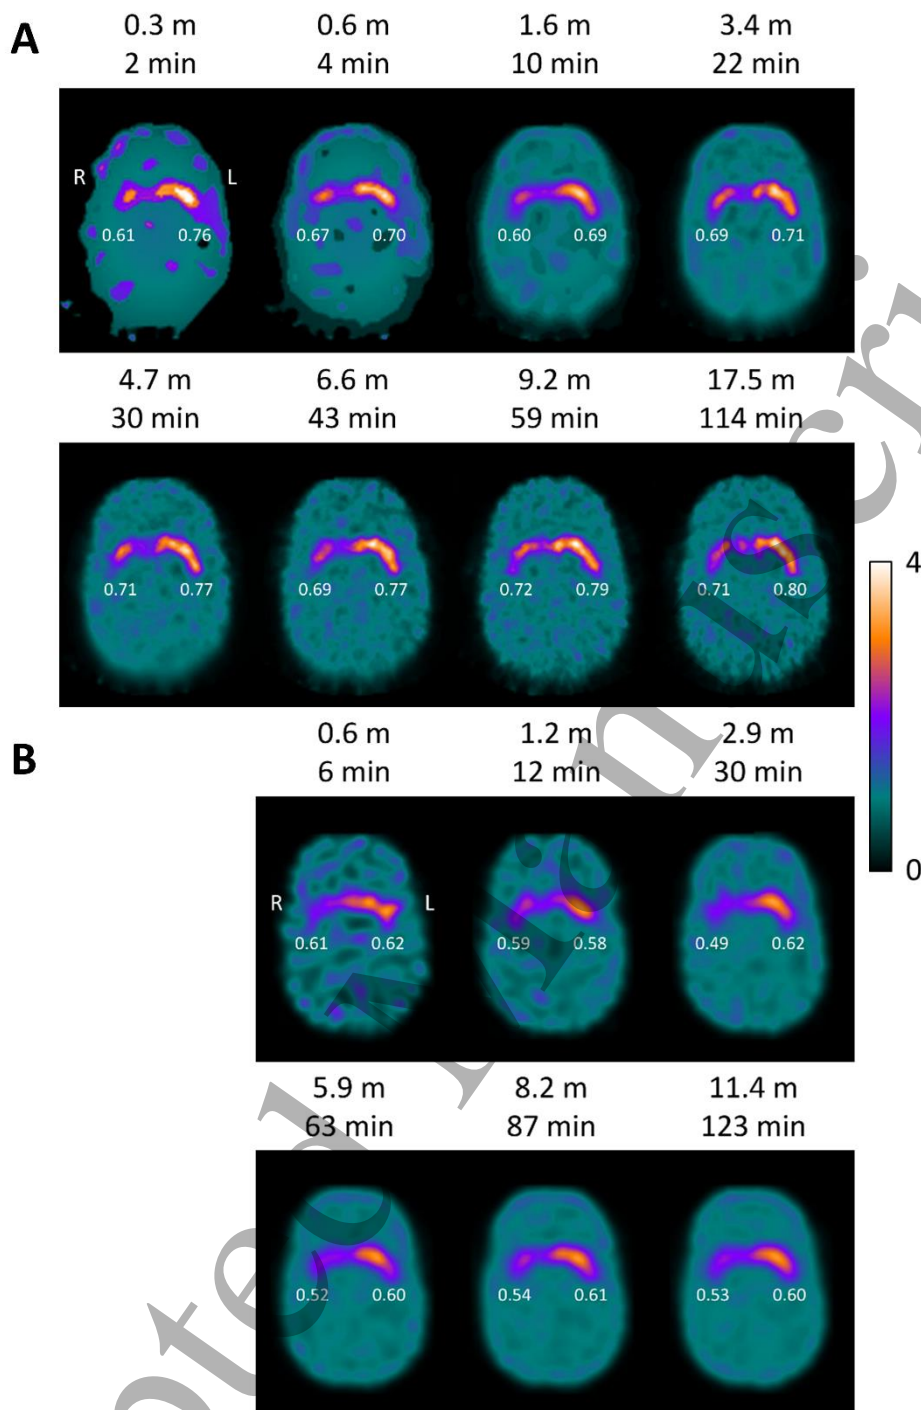 A
0.3 m 0.6 m 1.6 m 3.4 m
2 min 4 min 10 min 22 min
R L
0.61 0.76 0.67 0.70 0.60 0.69 0.69 0.71
4.7 m 6.6 m 9.2 m 17.5 m
30 min 43 min 59 min 114 min
4
0.71 0.77 0.69 0.77 0.72 0.79 0.71 0.80
B
0.6 m 1.2 m 2.9 m
6 min 12 min 30 min
0
R L
0.61 0.62 0.59 0.58 0.49 0.62
5.9 m 8.2 m 11.4 m
63 min 87 min 123 min
0.52 0.60 0.54 0.61 0.53 0.60